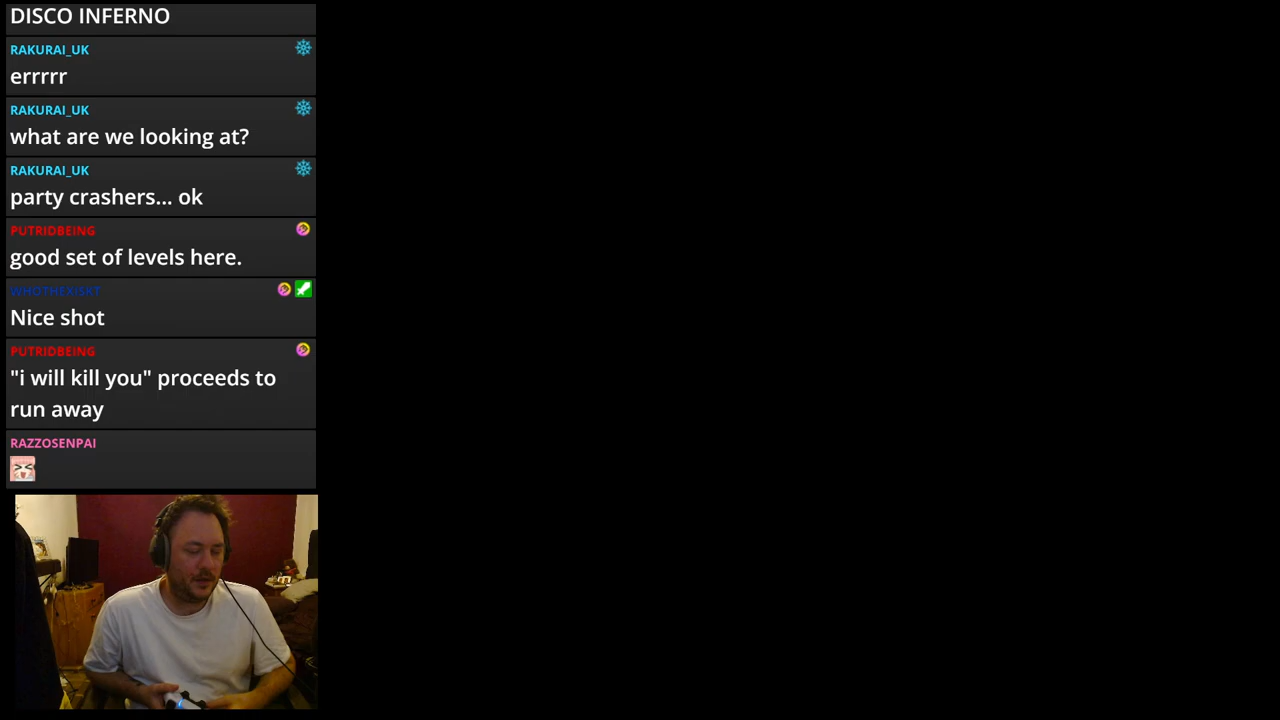 DISCO INFERNO
RAKURAI_UK
errrrr
RAKURAI_UK
what are we looking at?
RAKURAI_UK
party crashers... ok
PUTRIDBEING
good set of levels here.
WHOTHEXISKT
Nice shot
PUTRIDBEING
"i will kill you" proceeds to
run away
RAZZOSENPAI